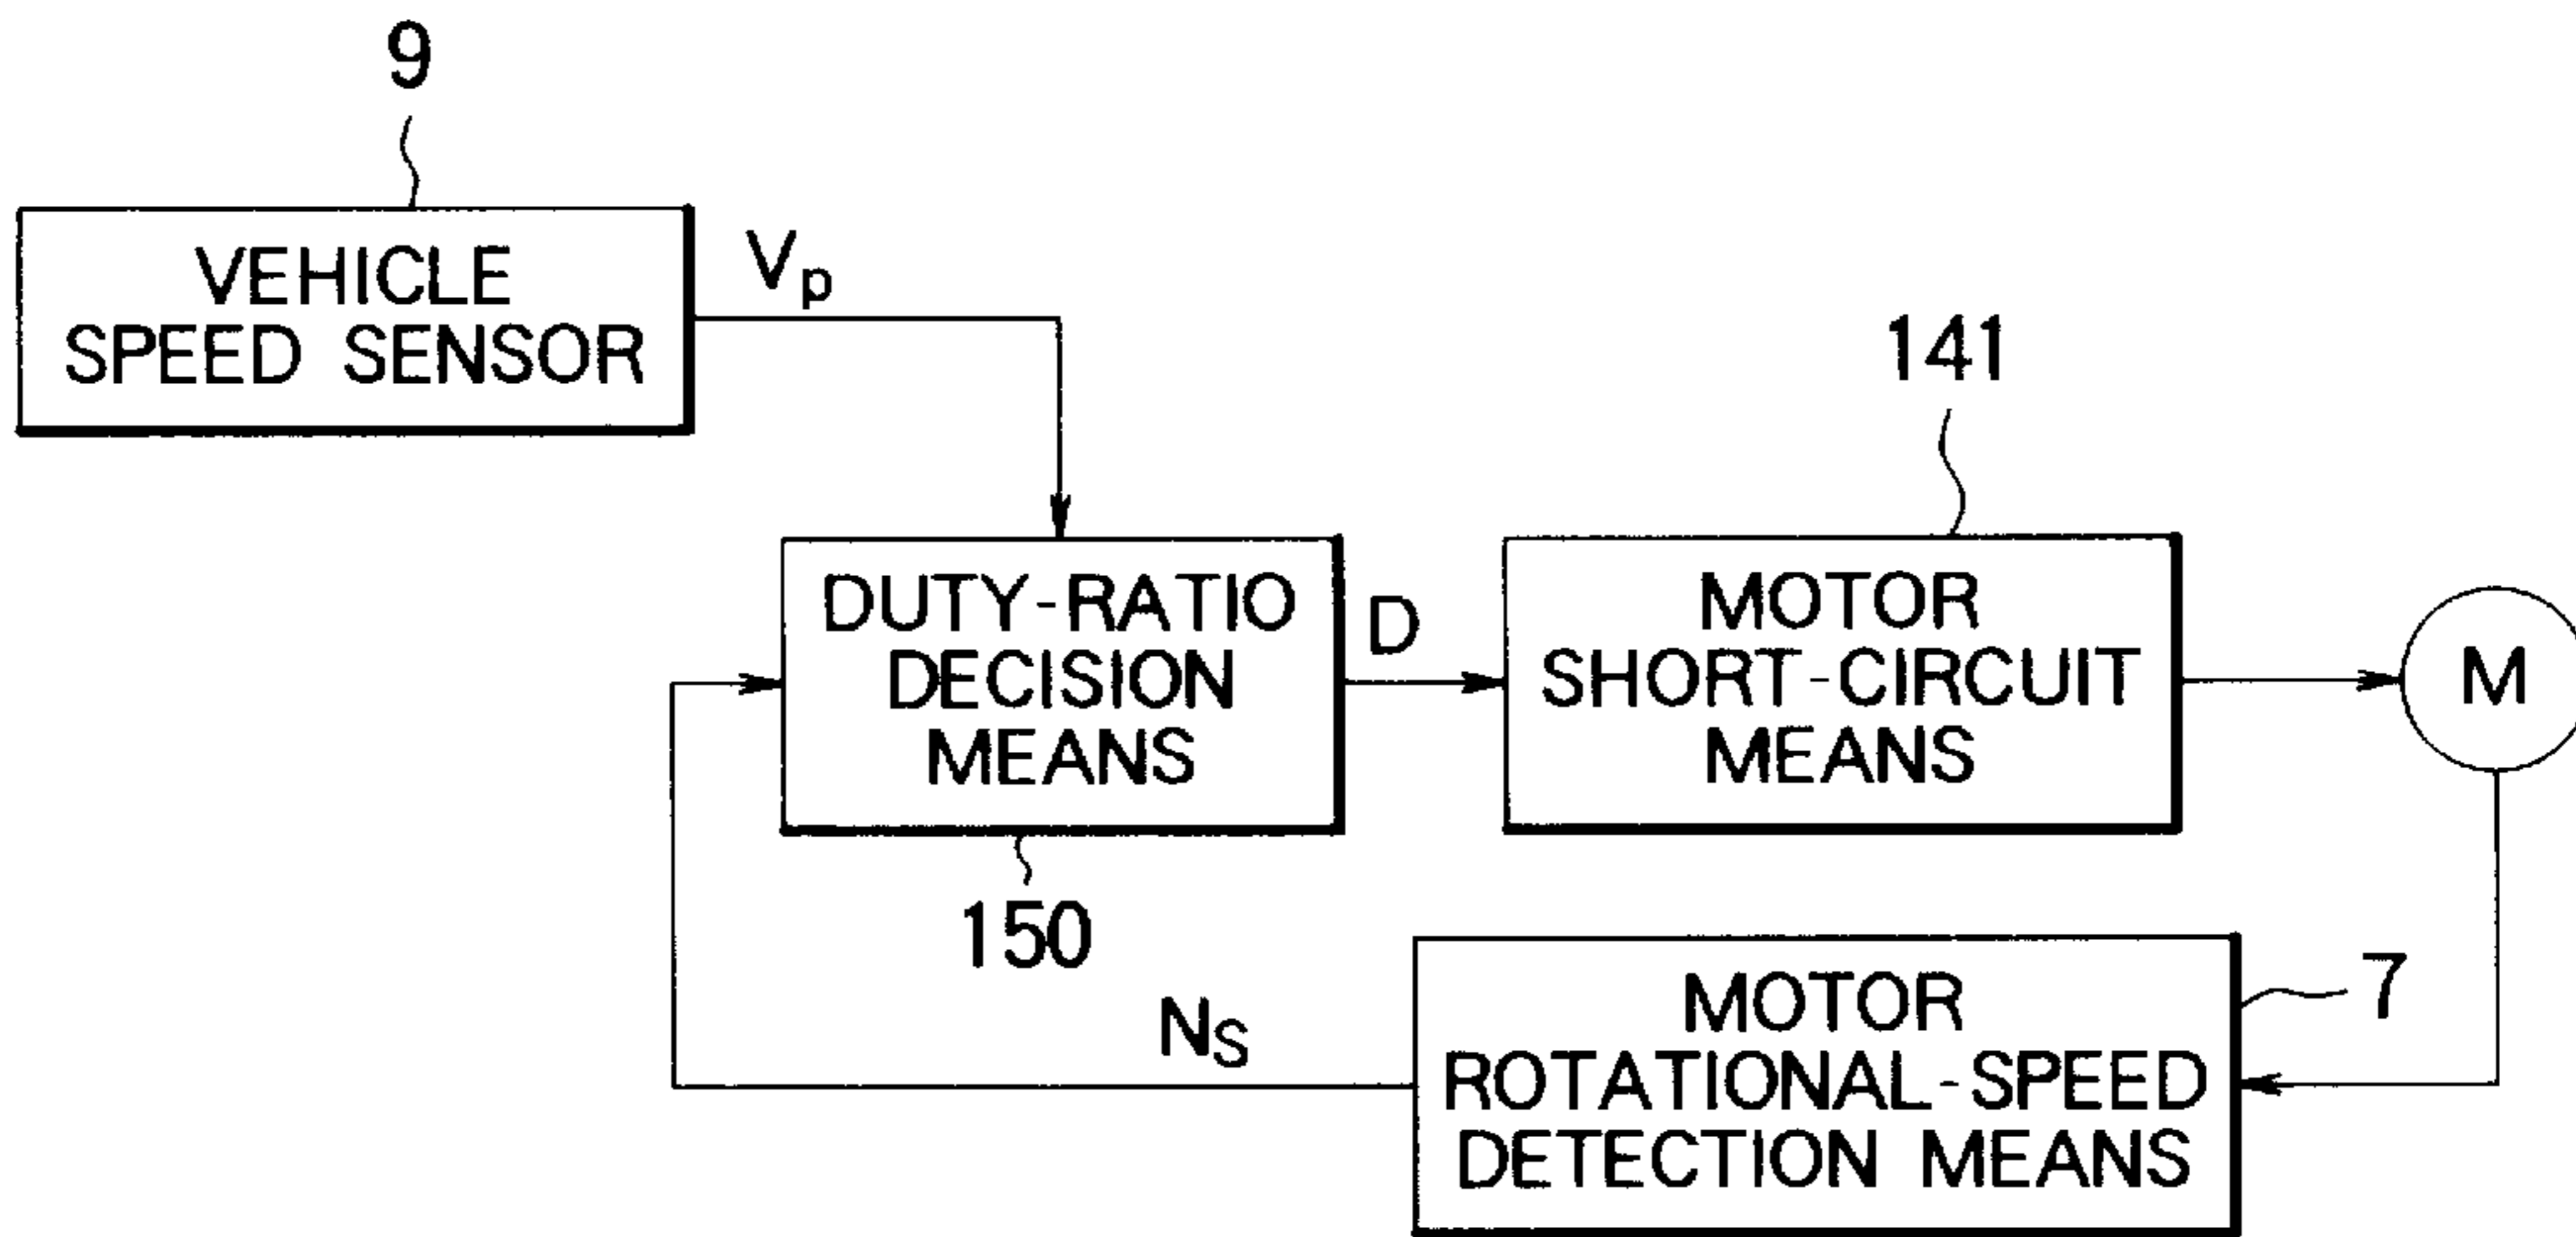 9
VEHICLE
SPEED SENSOR
Vp
141
DUTY-RATIO
DECISION
MEANS
D
MOTOR
SHORT-CIRCUIT
MEANS
M
150
NS
MOTOR
ROTATIONAL-SPEED
DETECTION MEANS
7